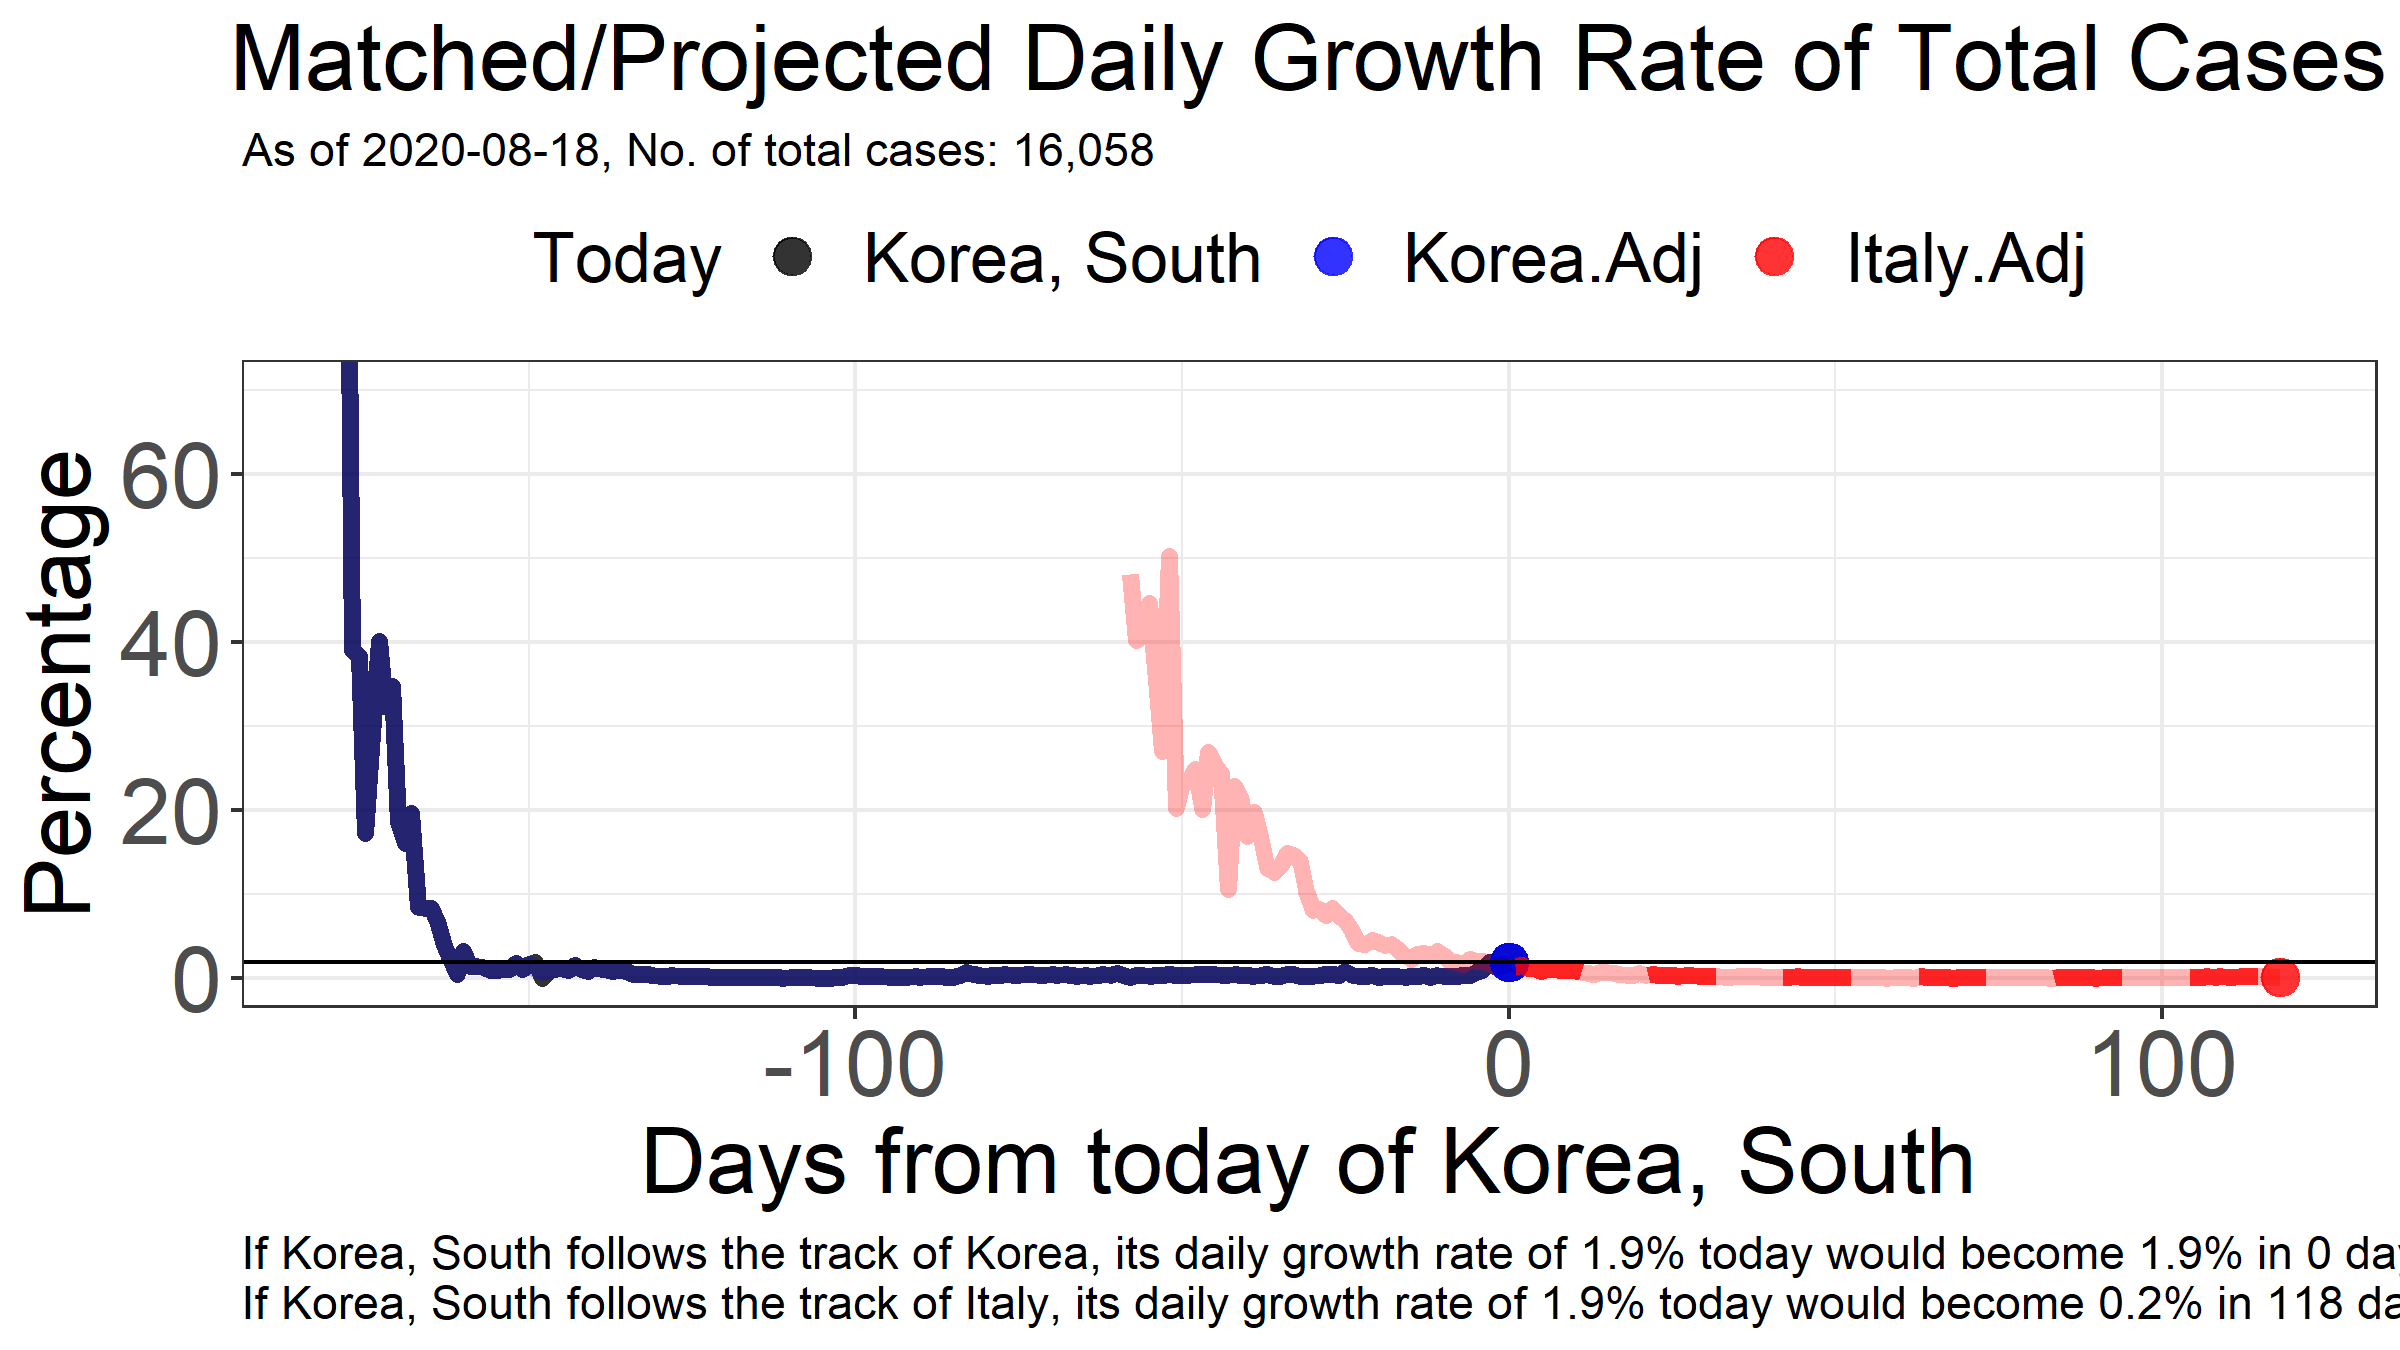 Matched/Projected Daily Growth Rate of Total Cases
As of 2020-08-18, No. of total cases: 16,058
Today Korea, South Korea.Adj Italy.Adj
Percentage
60
40
20
0
-100 0 100
Days from today of Korea, South
If Korea, South follows the track of Korea, its daily growth rate of 1.9% today would become 1.9% in 0
If Korea, South follows the track of Italy, its daily growth rate of 1.9% today would become 0.2% in 118